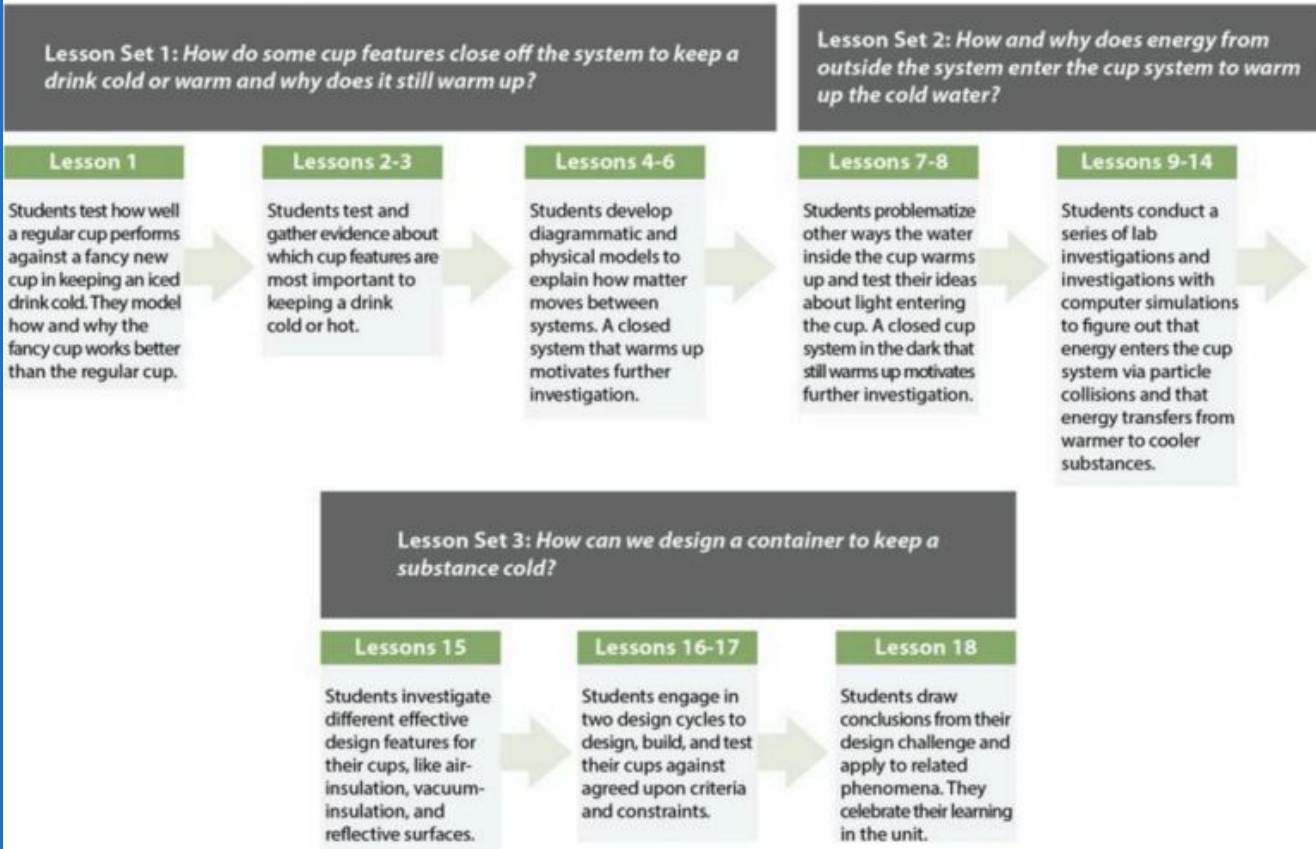 Lesson Set 1: How do some cup features close off the system to keep a
drink cold or warm and why does it still warm up?
Lesson 1
Students test how well
a regular cup performs
against a fancy new
cup in keeping an iced
drink cold. They model
how and why the
fancy cup works better
than the regular cup.
Lessons 2-3
Students test and
gather evidence about
which cup features are
most important to
keeping a drink
cold or hot.
Lessons 4-6
Students develop
diagrammatic and
physical models to
explain how matter
moves between
systems. A closed
system that warms up
motivates further
investigation.
Lesson Set 2: How and why does energy from
outside the system enter the cup system to warm
up the cold water?
Lessons 7-8
Students problematize
other ways the water
inside the cup warms
up and test their ideas
about light entering
the cup. A closed cup
system in the dark that
still warms up motivates
further investigation.
Lessons 9-14
Students conduct a
series of lab
investigations and
investigations with
computer simulations
to figure out that
energy enters the cup
system via particle
collisions and that
energy transfers from
warmer to cooler
substances.
Lesson Set 3: How can we design a container to keep a
substance cold?
Lessons 15
Students investigate
different effective
design features for
their cups, like air-
insulation, vacuum-
insulation, and
reflective surfaces.
Lessons 16-17
Students engage in
two design cycles to
design, build, and test
their cups against
agreed upon criteria
and constraints.
Lesson 18
Students draw
conclusions from their
design challenge and
apply to related
phenomena. They
celebrate their learning
in the unit.